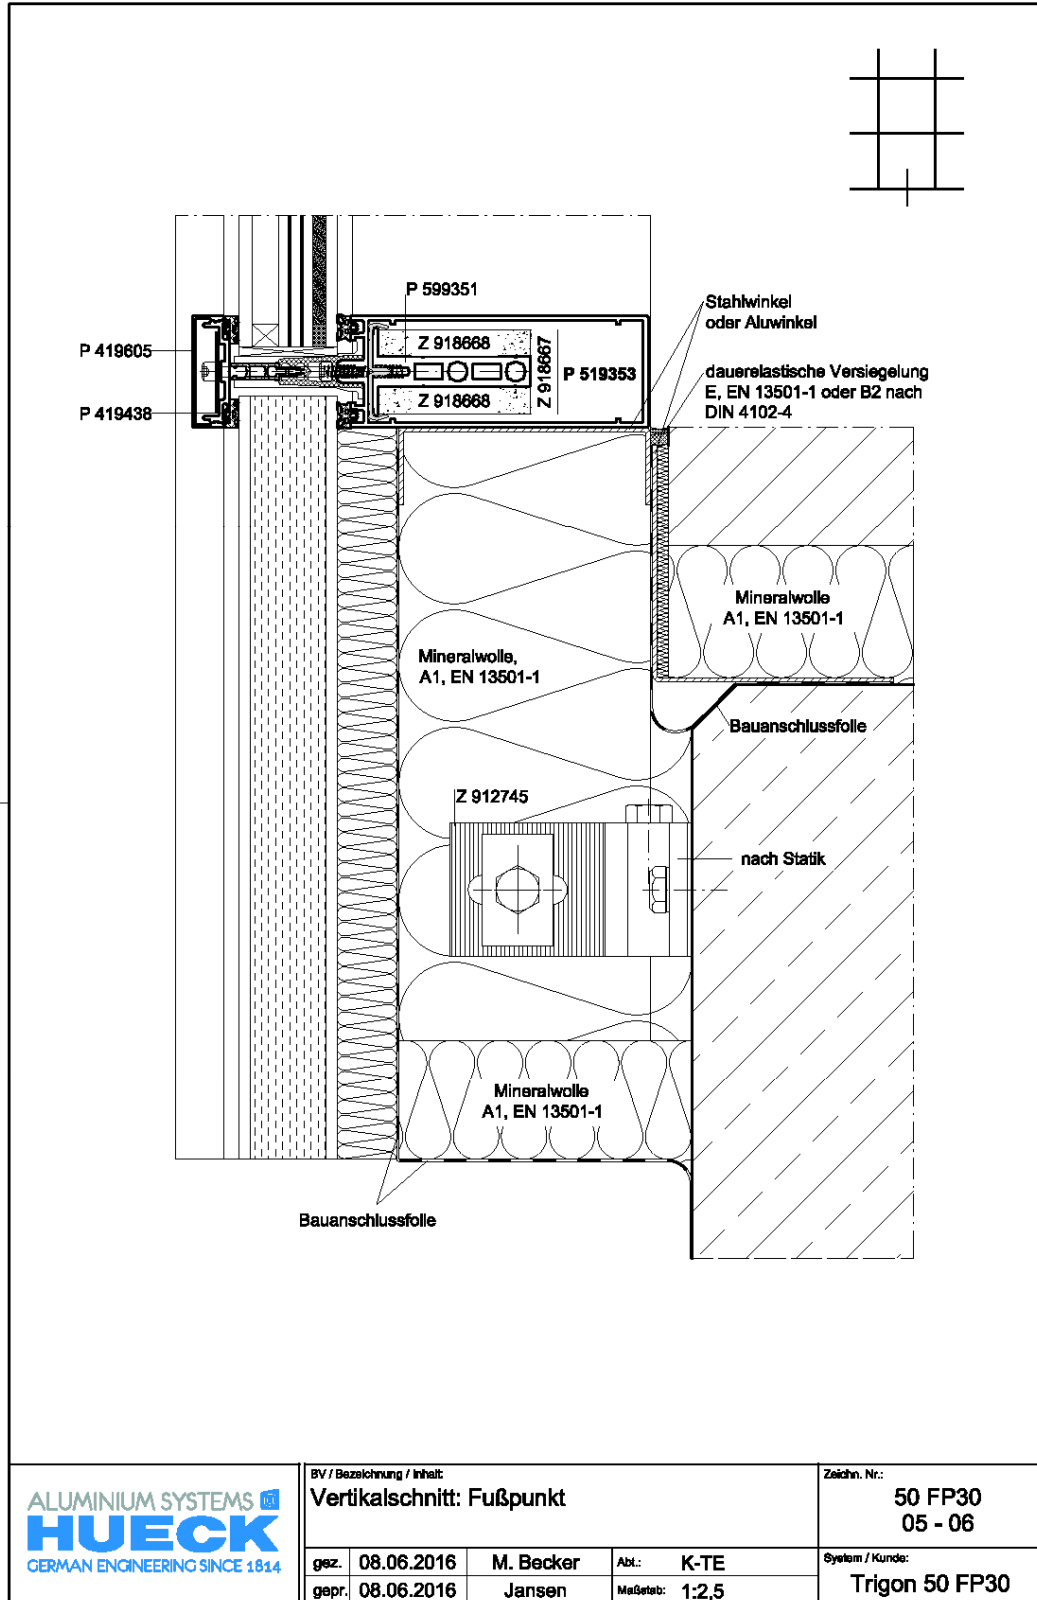 P 599351
Stahlwinkel
oder Aluwinkel
P 419605
Z 918668
Z 918667
P 519353
dauerelastische Versiegelung
E, EN 13501-1 oder B2 nach
DIN 4102-4
P 419438
Z 918668
Mineralwolle
A1, EN 13501-1
Mineralwolle,
A1, EN 13501-1
Bauanschlussfolie
Z 912745
nach Statik
Mineralwolle
A1, EN 13501-1
Bauanschlussfolie
ALUMINIUM SYSTEMS
HUECK
GERMAN ENGINEERING SINCE 1814
BV / Bezeichnung / Inhalt:
Vertikalschnitt: Fußpunkt
Zeichn. Nr.:
50 FP30
05 - 06
gez. 08.06.2016 M. Becker Abt.: K-TE
gepr. 08.06.2016 Jansen Maßstab: 1:2,5
System / Kunde:
Trigon 50 FP30